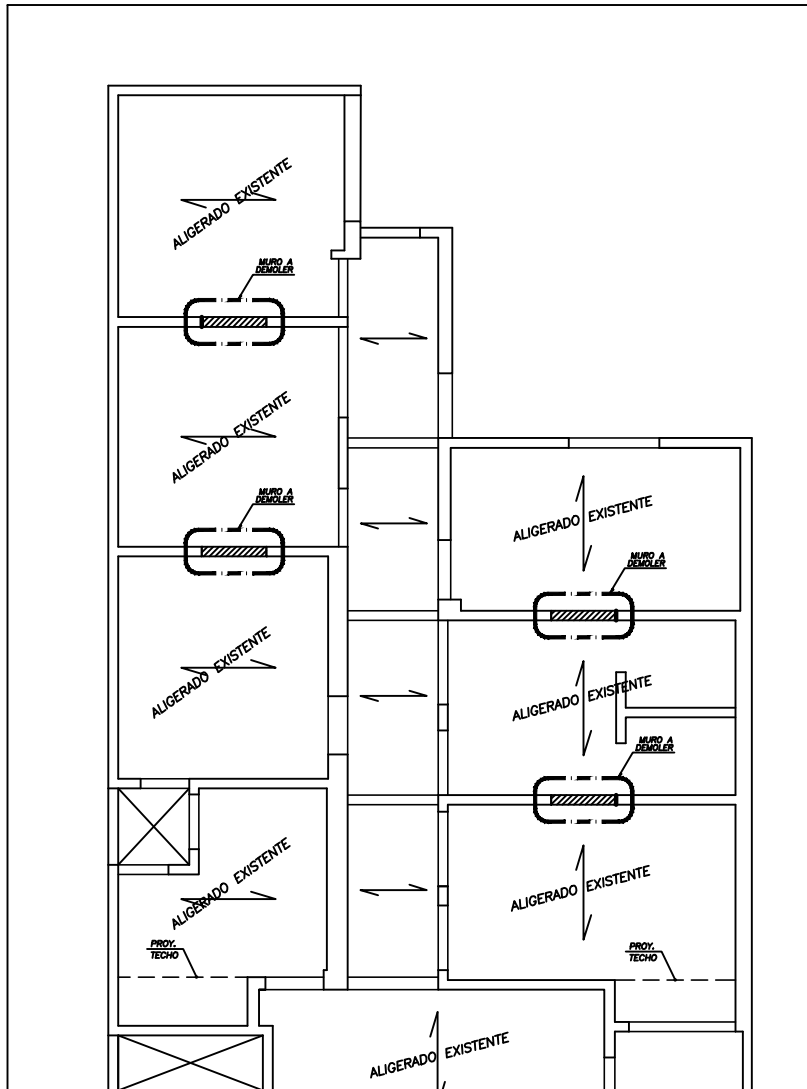 ALIGERADO EXISTENTE
MURO A
DEMOLER
ALIGERADO EXISTENTE
MURO A
DEMOLER
ALIGERADO EXISTENTE
MURO A
DEMOLER
ALIGERADO EXISTENTE
ALIGERADO EXISTENTE
MURO A
DEMOLER
ALIGERADO EXISTENTE
ALIGERADO EXISTENTE
PROY.
TECHO
PROY.
TECHO
ALIGERADO EXISTENTE